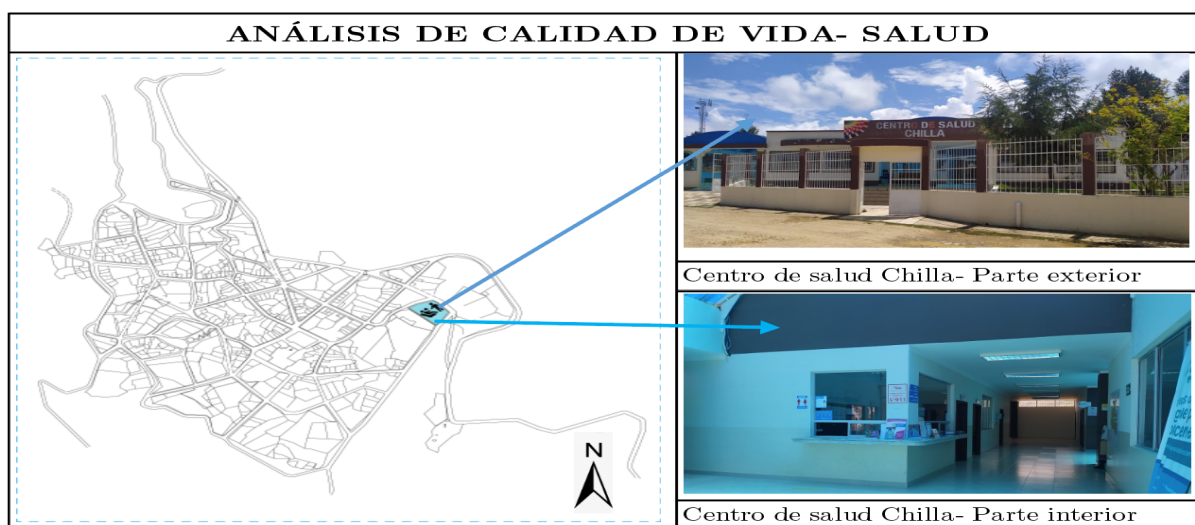 ANÁLISIS DE CALIDAD DE VIDA- SALUD
CENTRO DE SALUD
CHILLA
Centro de salud Chilla- Parte exterior
N
Centro de salud Chilla- Parte interior